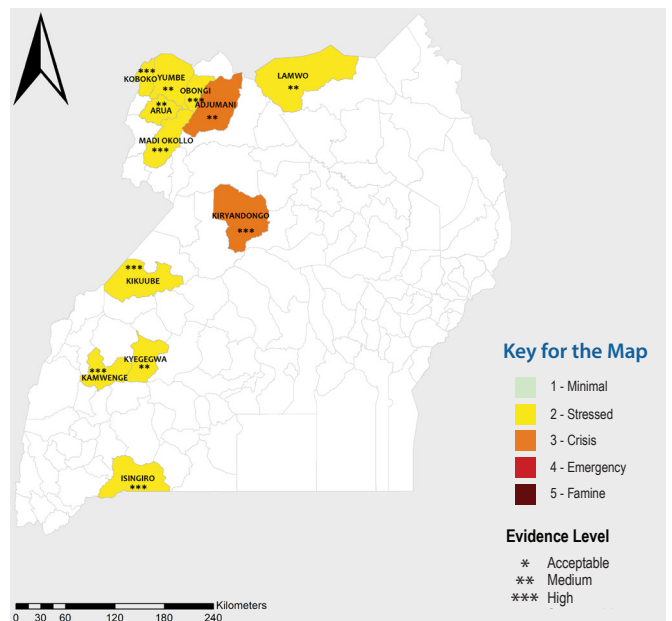 LAMWO
**
***
KOBOKO
YUMBE
**
OBONGI
***
ADJUMANI
**
**
ARUA
MADI OKOLLO
***
KIRYANDONGO
***
***
KIKUUBE
KYEGEGWA
**
***
KAMWENGE
ISINGIRO
***
Key for the Map
1 - Minimal
2 - Stressed
3 - Crisis
4 - Emergency
5 - Famine
Evidence Level
* Acceptable
** Medium
*** High
Kilometers
0 30 60 120 180 240